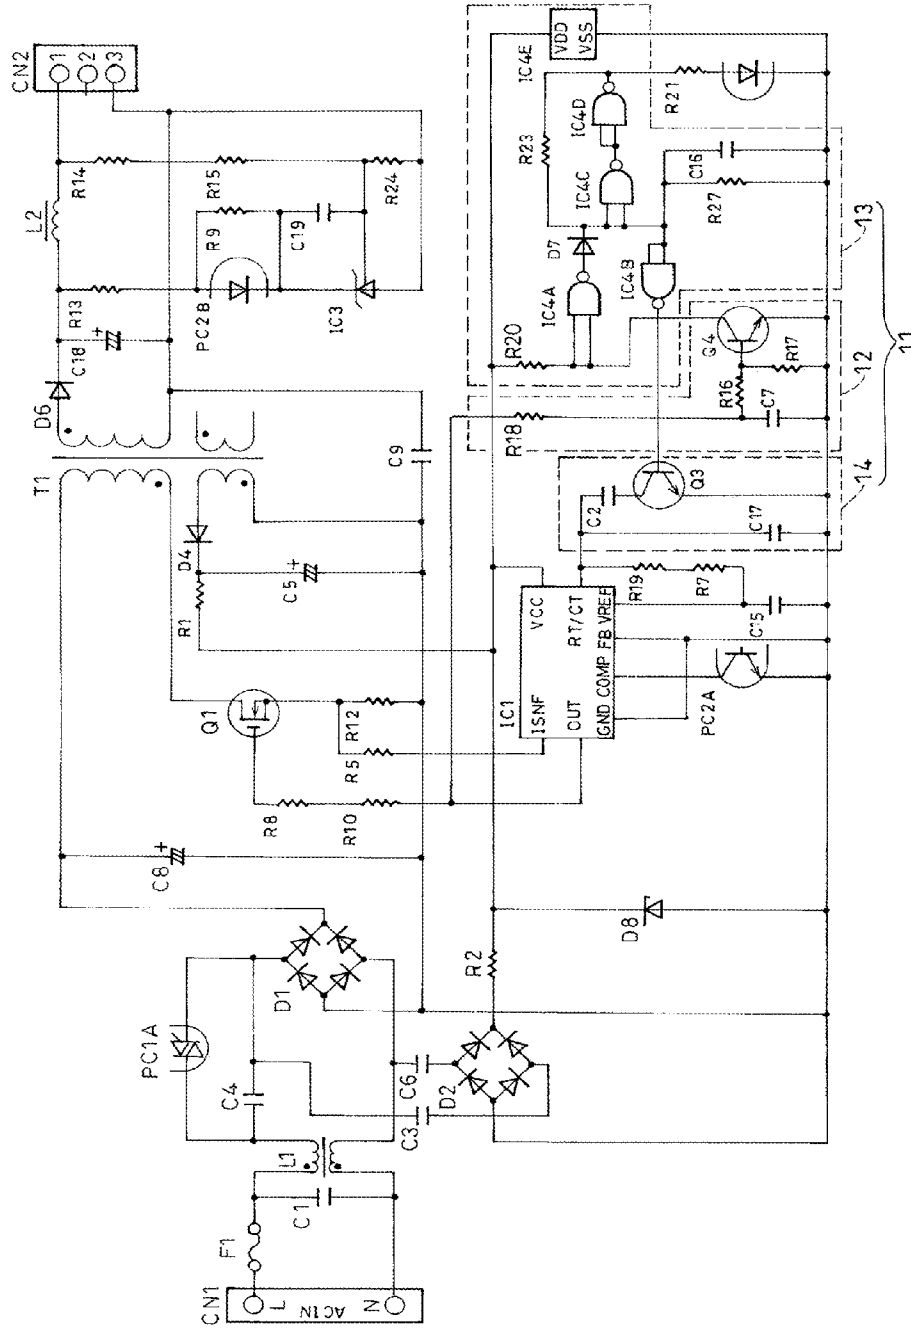 CN1
L
AC1N
N
F1
C1
L1
C4
PC1A
C3
C6
D1
D2
R2
C8
D8
R8
R10
R5
R12
Q1
R1
D4
C5
T1
C9
IC1
ISNF
VCC
OUT
RT/CT
GND
COMP
FB
VREF
PC2A
C15
R19
R7
C2
C17
Q3
14
R18
R16
C7
R17
Q4
12
11
13
R20
IC4A
D7
IC4B
IC4C
IC4D
IC4E
R23
R27
C16
R21
VDD
VSS
D6
C18
+
R13
L2
PC2B
R9
C19
IC3
R14
R15
R24
CN2
1
2
3
+
+